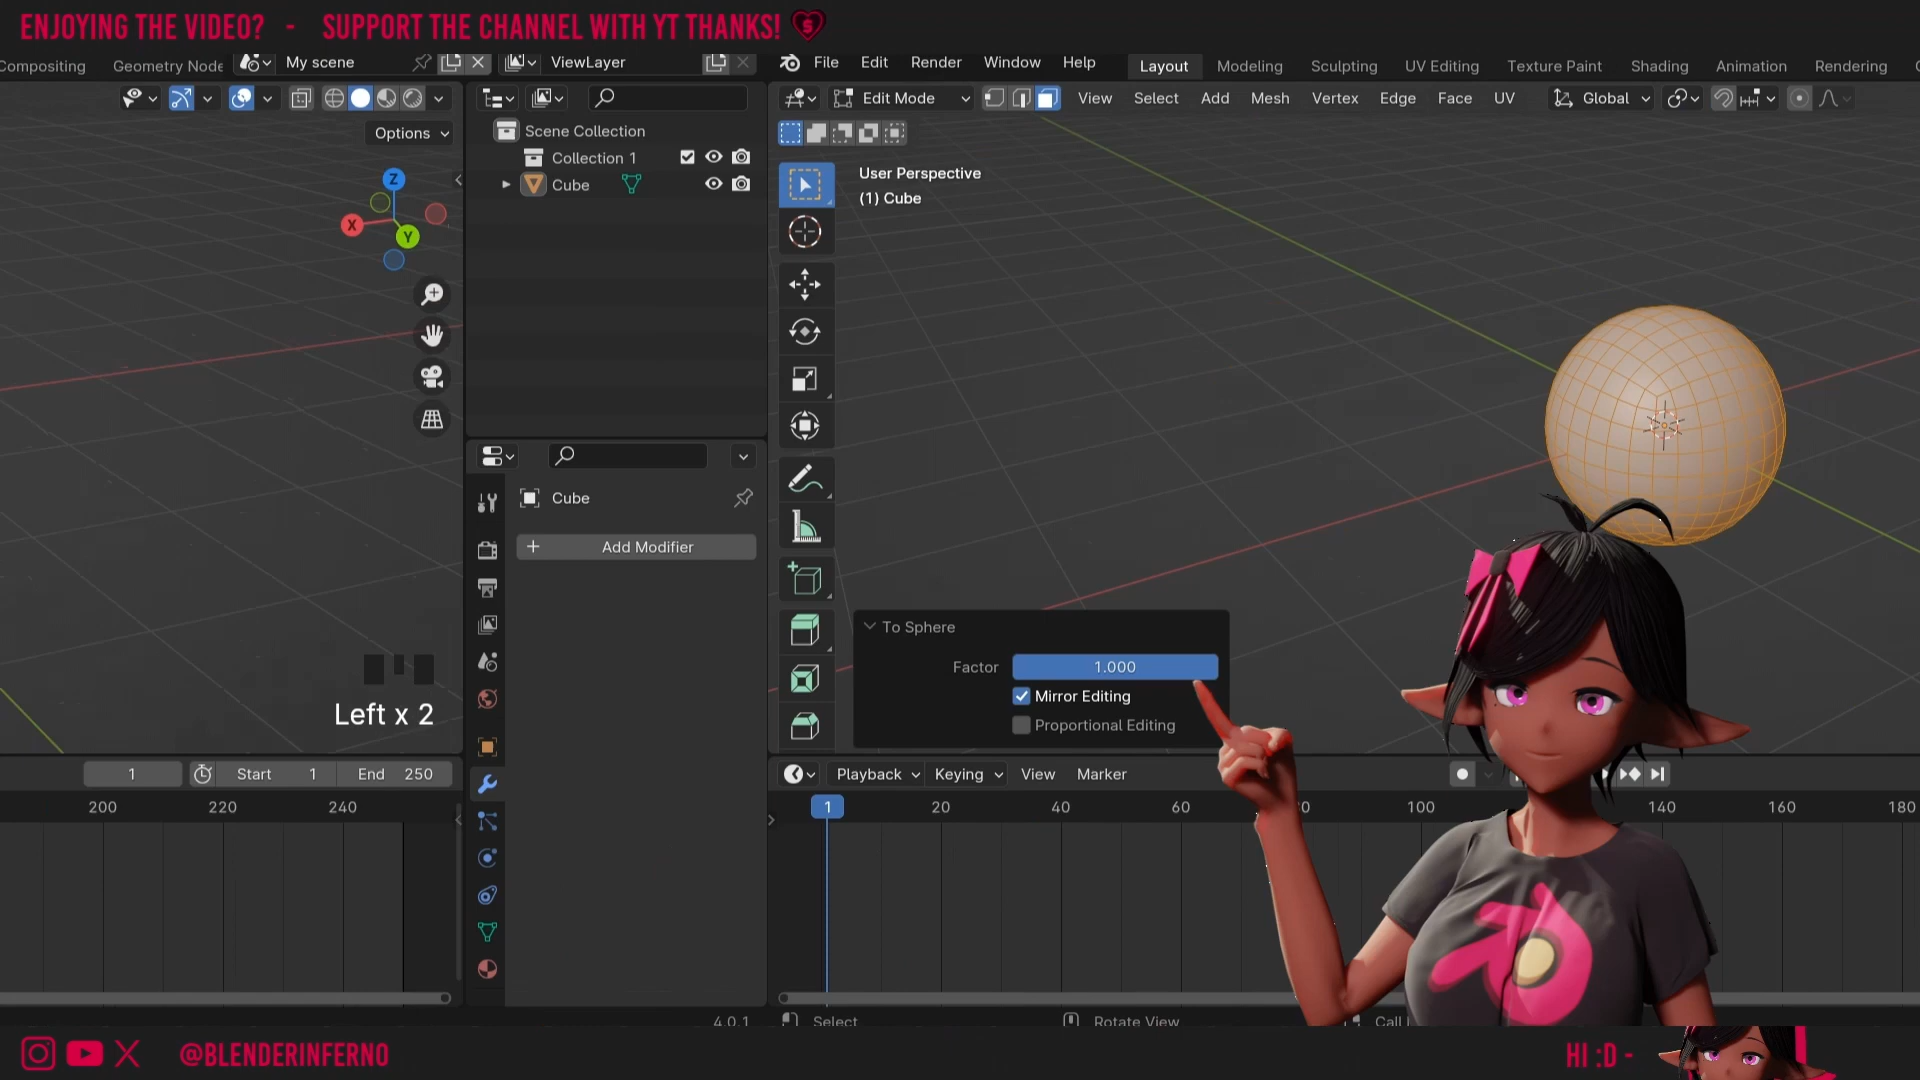 ENJOYING THE VIDEO? - SUPPORT THE CHANNEL WITH YT THANKS!
Compositing Geometry Node My scene ViewLayer
File Edit Render Window Help Layout Modeling Sculpting UV Editing Texture Paint Shading Animation Rendering
Edit Mode View Select Add Mesh Vertex Edge Face UV Global
Options
Scene Collection
Collection 1
Cube
Z
X
Y
User Perspective
(1) Cube
Cube
Add Modifier
Left x 2
To Sphere
Factor 1.000
Mirror Editing
Proportional Editing
1 Start 1 End 250
Playback Keying View Marker
200 220 240
1 20 40 60 100 140 160 180
4.0.1 Select Rotate View Call
@BLENDERINFERNO
HI :D -